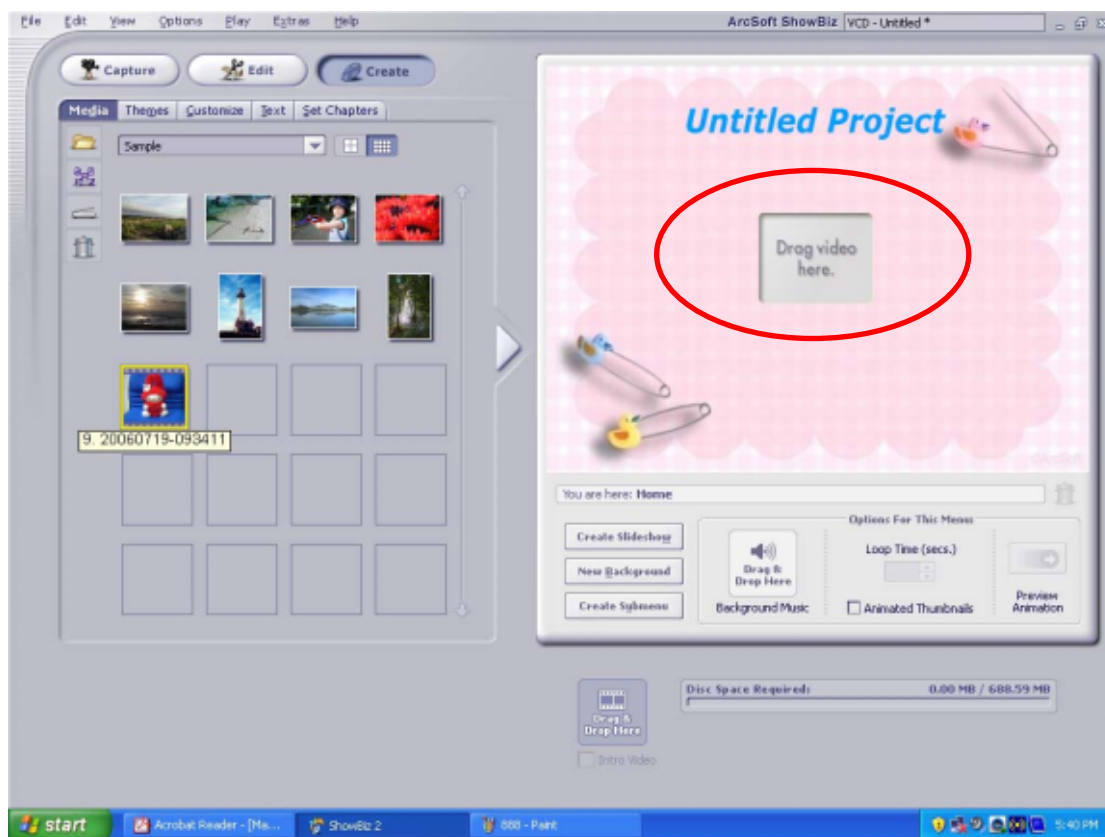 File Edit View Options Play Extras Help
ArcSoft ShowBiz VCD - Untitled *
Capture Edit Create
Media Themes Customize Text Set Chapters
Sample
Untitled Project
Drag video
here.
9. 20060719-093411
You are here: Home
Create Slideshow
New Background
Create Submenu
Options For This Menu
Drag &
Drop Here
Background Music
Loop Time (secs.)
Animated Thumbnails
Preview
Animation
Drag &
Drop Here
Intro Video
Disc Space Required: 0.00 MB / 688.59 MB
start Acrobat Reader - [Ma... ShowBiz 2 888 - Paint 5:40 PM